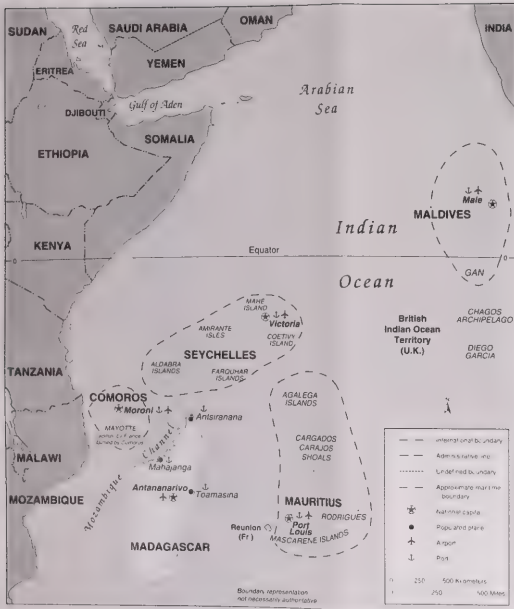 SUDAN
Red
Sea
SAUDI ARABIA
OMAN
INDIA
YEMEN
ERITREA
Arabian
Sea
DJIBOUTI
Gulf of Aden
SOMALIA
ETHIOPIA
Male
MALDIVES
Indian
KENYA
Equator
0
0
Ocean
GAN
MAHÉ
ISLAND
Victoria
AMIRANTE
ISLES
COETIVY
ISLAND
SEYCHELLES
British
Indian Ocean
Territory
(U.K.)
CHAGOS
ARCHIPELAGO
DIEGO
GARCIA
ALDABRA
ISLANDS
FARQUHAR
ISLANDS
TANZANIA
COMOROS
Moroni
MAYOTTE
Antsiranana
AGALEGA
ISLANDS
Mozambique Channel
CARGADOS
CARAJOS
SHOALS
MALAWI
Mahajanga
MOZAMBIQUE
Antananarivo
Toamasina
MAURITIUS
RODRIGUES
Port
Louis
Reunion
(Fr.)
MASCARENE ISLANDS
MADAGASCAR
International boundary
Administrative line
Undefined boundary
Approximate maritime
boundary
National capital
Populated place
Airport
Port
0 250 500 Kilometers
0 250 500 Miles
Boundary representation
not necessarily authoritative